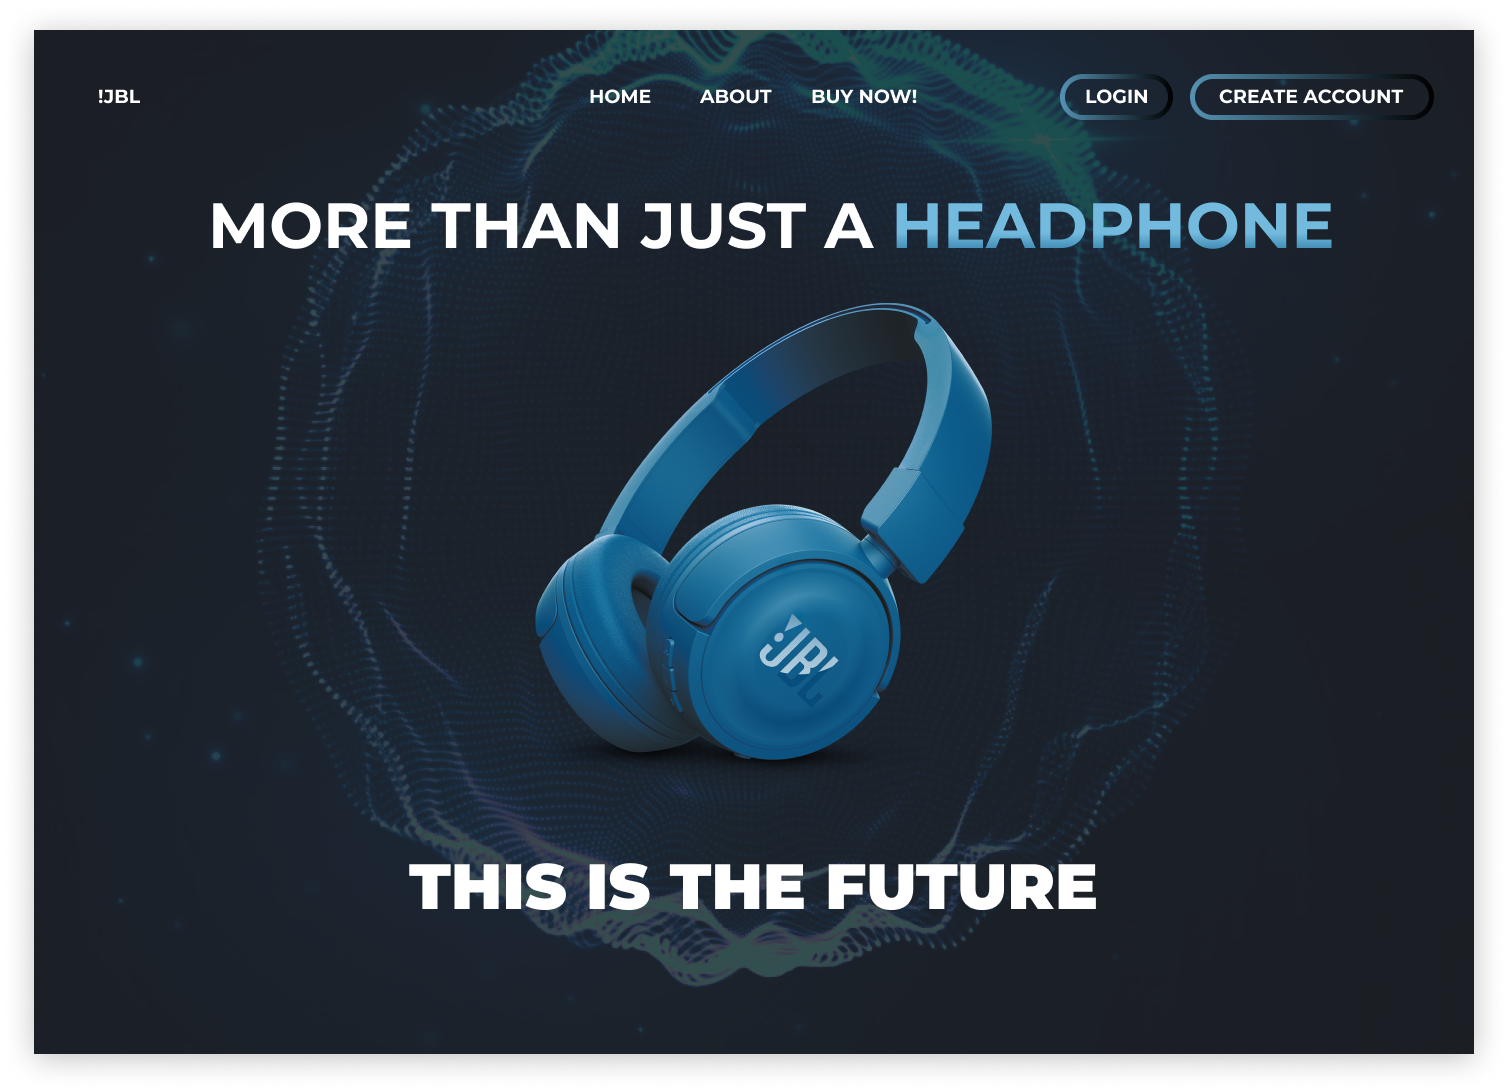 !JBL HOME ABOUT BUY NOW! LOGIN CREATE ACCOUNT
MORE THAN JUST A HEADPHONE
!JBL
THIS IS THE FUTURE